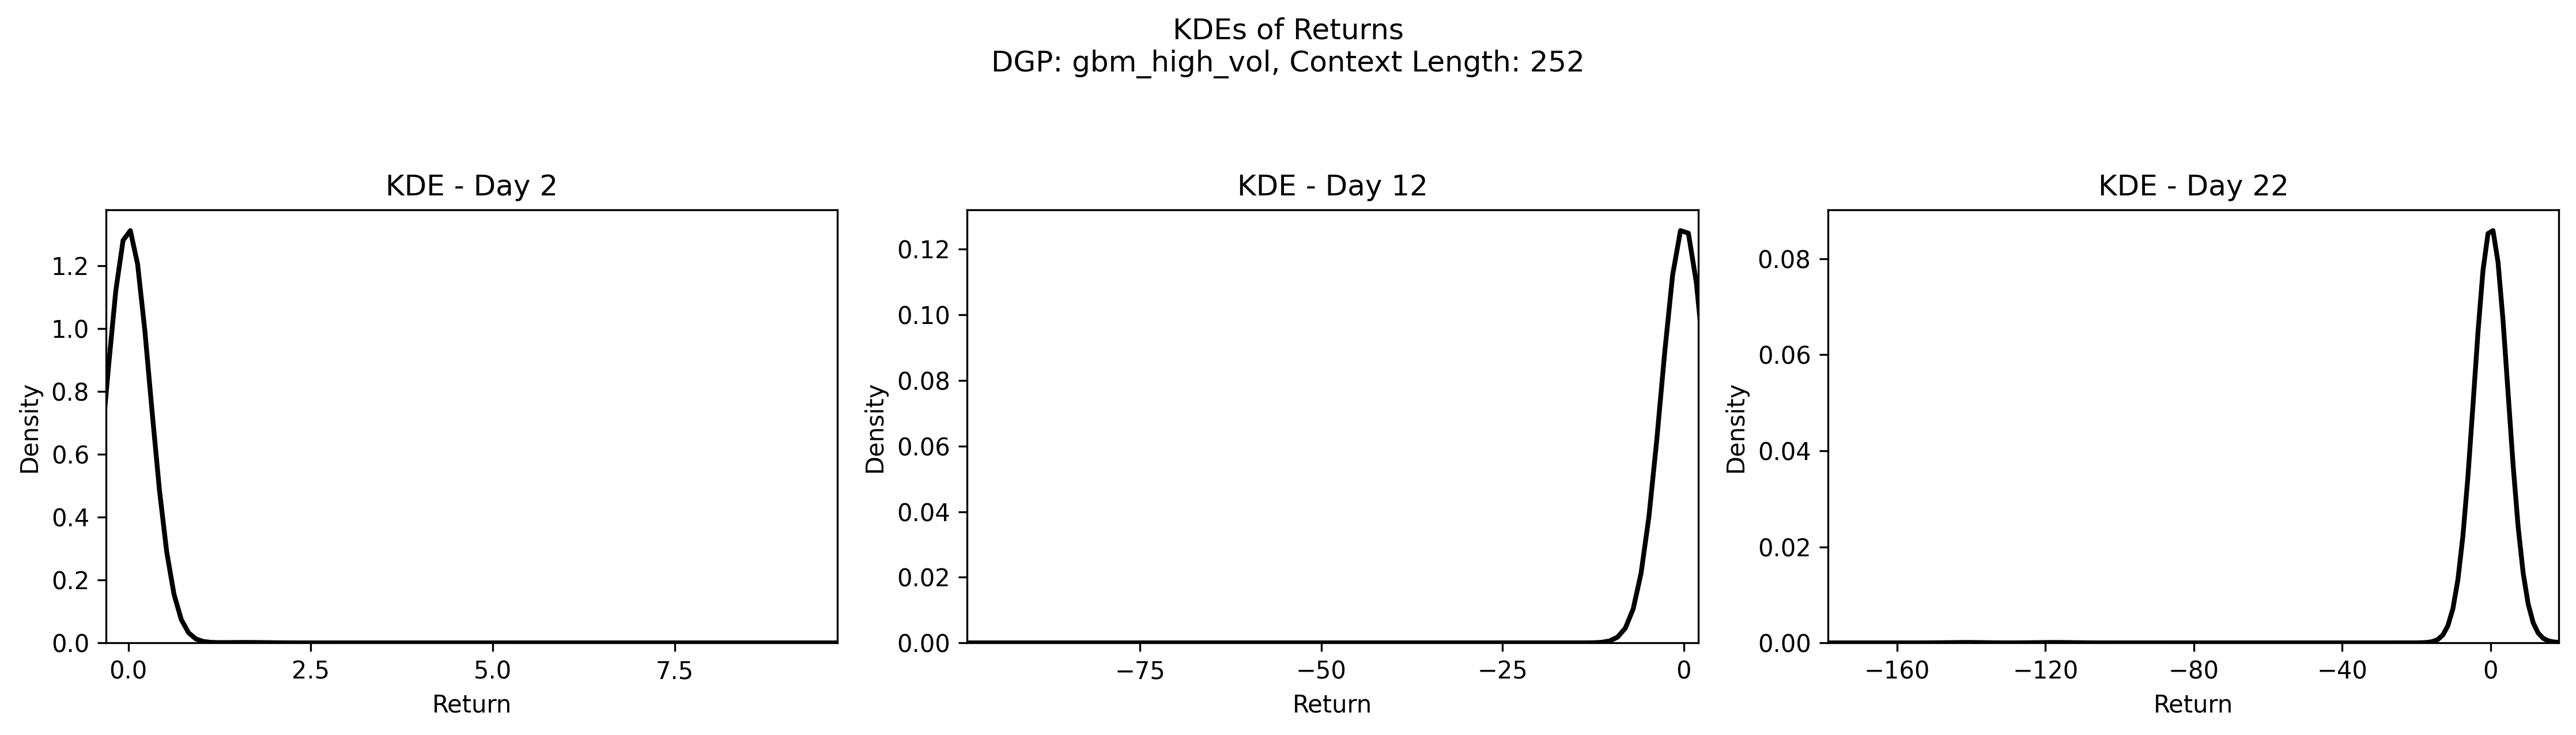 KDEs of Returns
DGP: gbm_high_vol, Context Length: 252
KDE - Day 2
Density
1.2
1.0
0.8
0.6
0.4
0.2
0.0
0.0 2.5 5.0 7.5
Return
KDE - Day 12
Density
0.12
0.10
0.08
0.06
0.04
0.02
0.00
−75 −50 −25 0
Return
KDE - Day 22
Density
0.08
0.06
0.04
0.02
0.00
−160 −120 −80 −40 0
Return